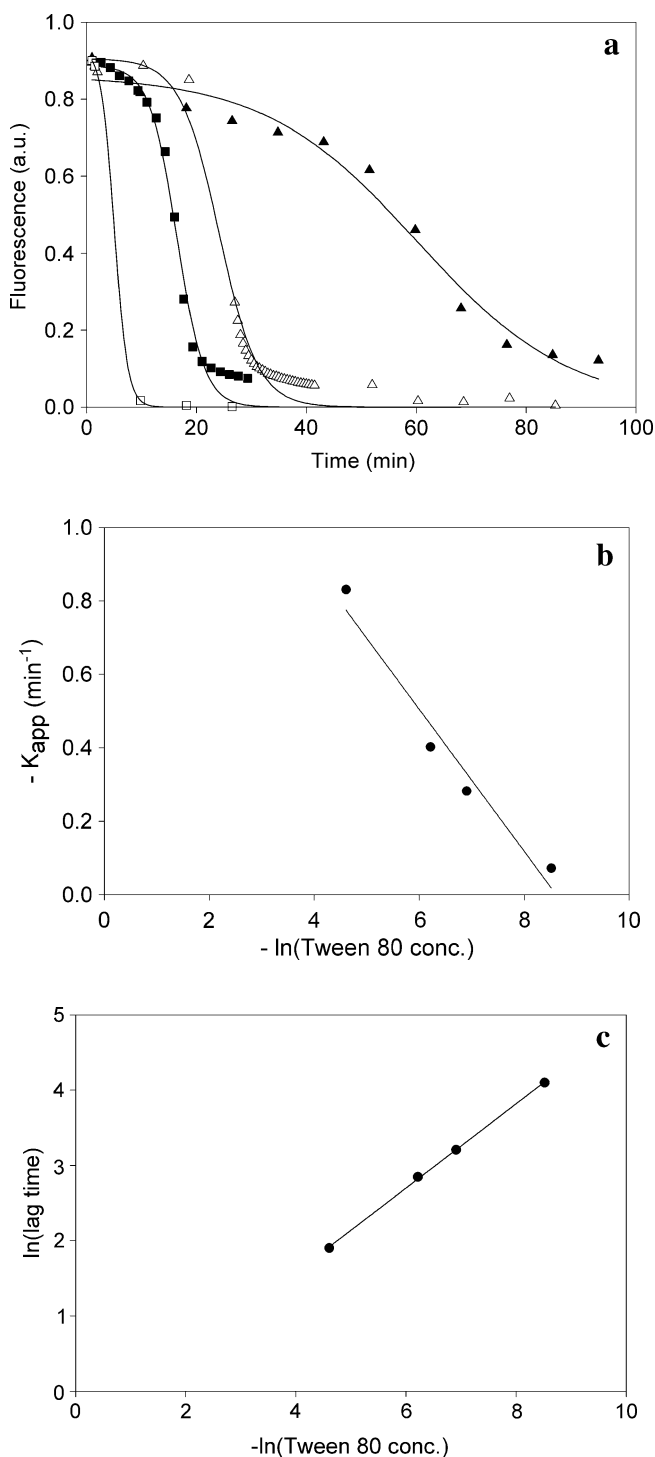 a
1.0
0.8
0.6
0.4
0.2
0.0
Fluorescence (a.u.)
0 20 40 60 80 100
Time (min)
b
1.0
0.8
0.6
0.4
0.2
0.0
- Kapp (min-1)
0 2 4 6 8 10
- ln(Tween 80 conc.)
c
5
4
3
2
1
0
ln(lag time)
0 2 4 6 8 10
-ln(Tween 80 conc.)